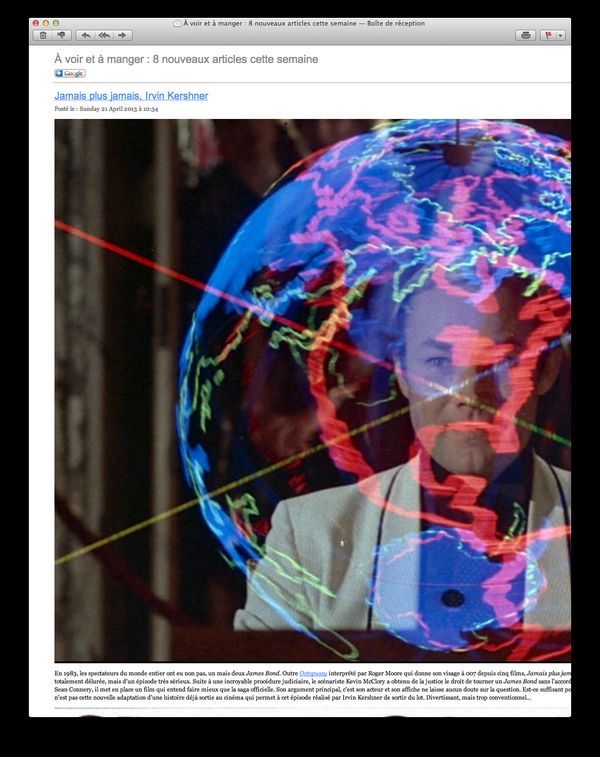 À voir et à manger : 8 nouveaux articles cette semaine — Boîte de réception
À voir et à manger : 8 nouveaux articles cette semaine
Google
Jamais plus jamais, Irvin Kershner
Posté le : Sunday 21 April 2013 à 10:34
En 1983, les spectateurs du monde entier ont eu non pas, un mais deux James Bond. Outre Octopussy interprété par Roger Moore qui donne son visage à 007 depuis cinq films, Jamais plus jam
totalement délurée, mais d'un épisode très sérieux. Suite à une incroyable procédure judiciaire, le scénariste Kevin McClory a obtenu de la justice le droit de tourner un James Bond sans l'accord
Sean Connery, il met en place un film qui entend faire mieux que la saga officielle. Son argument principal, c'est son acteur et son affiche ne laisse aucun doute sur la question. Est-ce suffisant po
n'est pas cette nouvelle adaptation d'une histoire déjà sortie au cinéma qui permet à cet épisode réalisé par Irvin Kershner de sortir du lot. Divertissant, mais trop conventionnel…